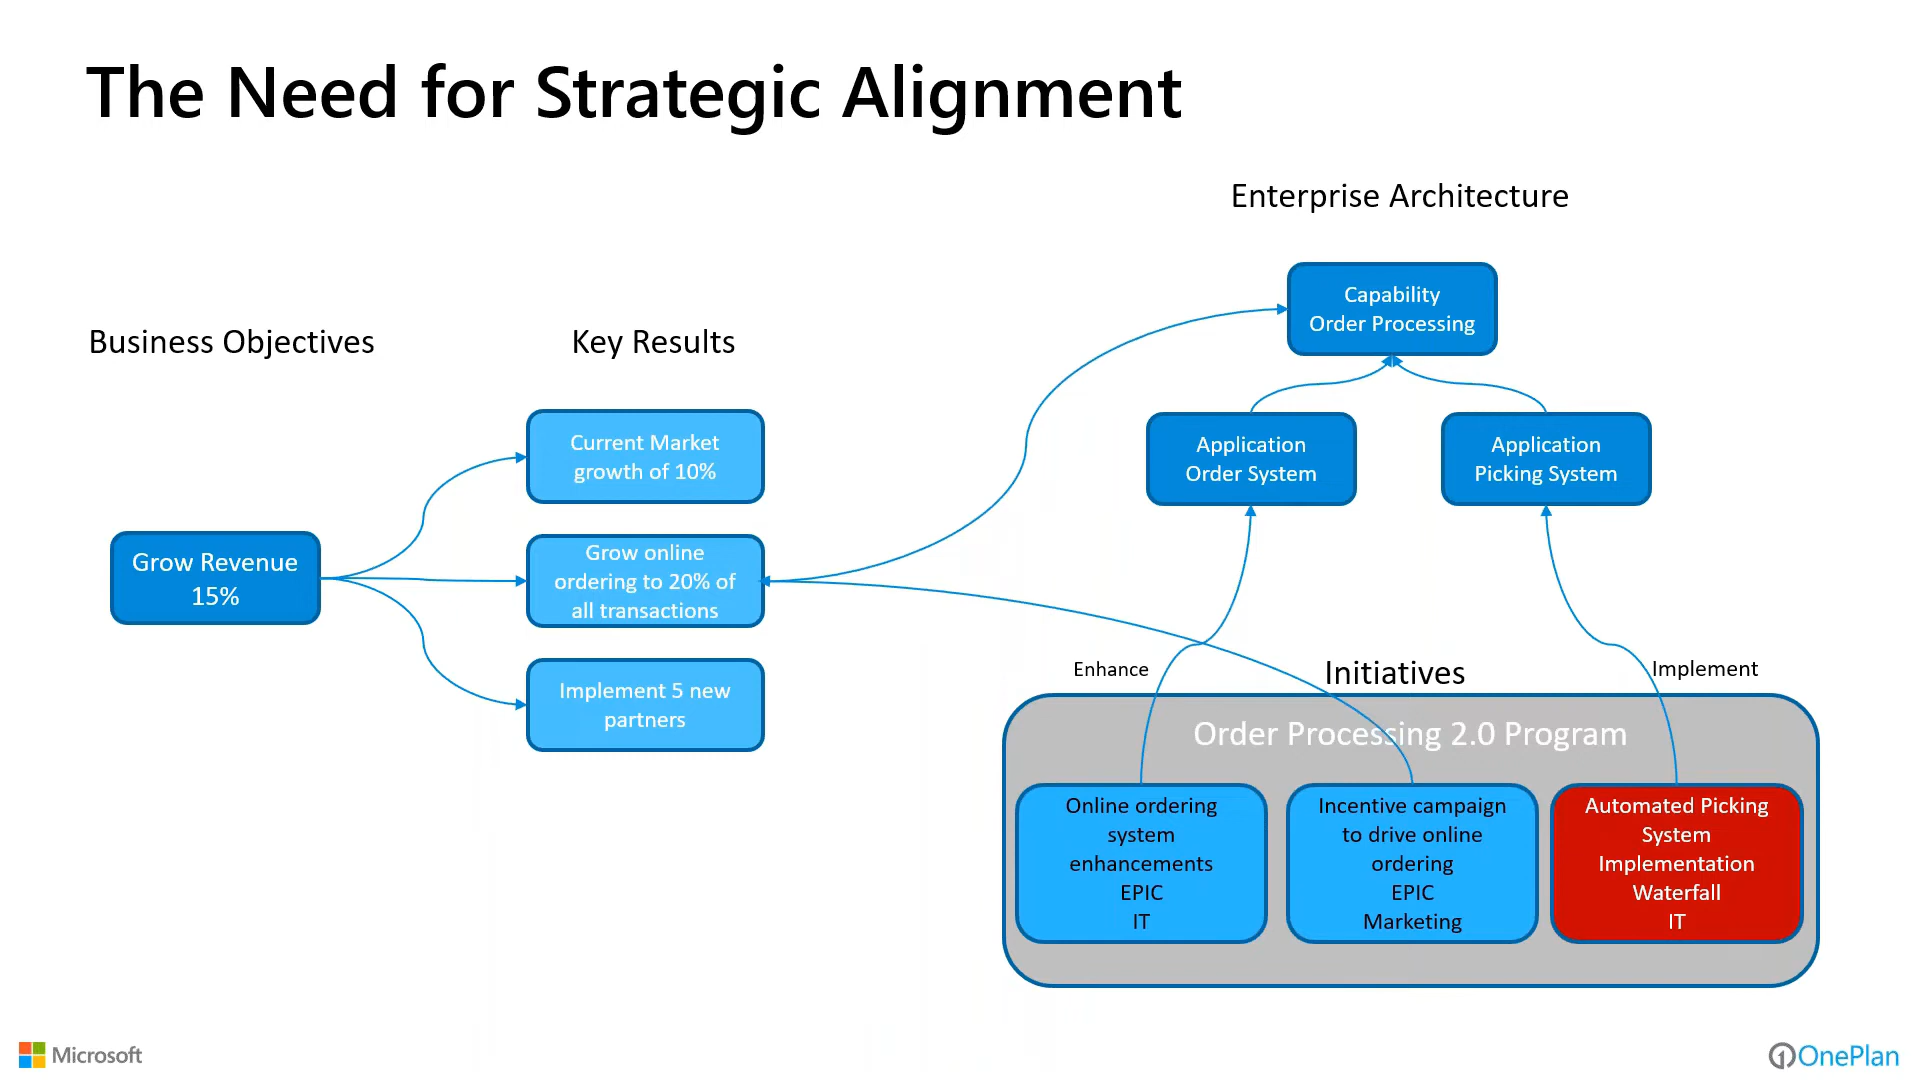 The Need for Strategic Alignment
Enterprise Architecture
Capability
Order Processing
Business Objectives
Key Results
Current Market
growth of 10%
Application
Order System
Application
Picking System
Grow Revenue
15%
Grow online
ordering to 20% of
all transactions
Implement 5 new
partners
Enhance
Initiatives
Implement
Order Processing 2.0 Program
Online ordering
system
enhancements
EPIC
IT
Incentive campaign
to drive online
ordering
EPIC
Marketing
Automated Picking
System
Implementation
Waterfall
IT
Microsoft
OnePlan